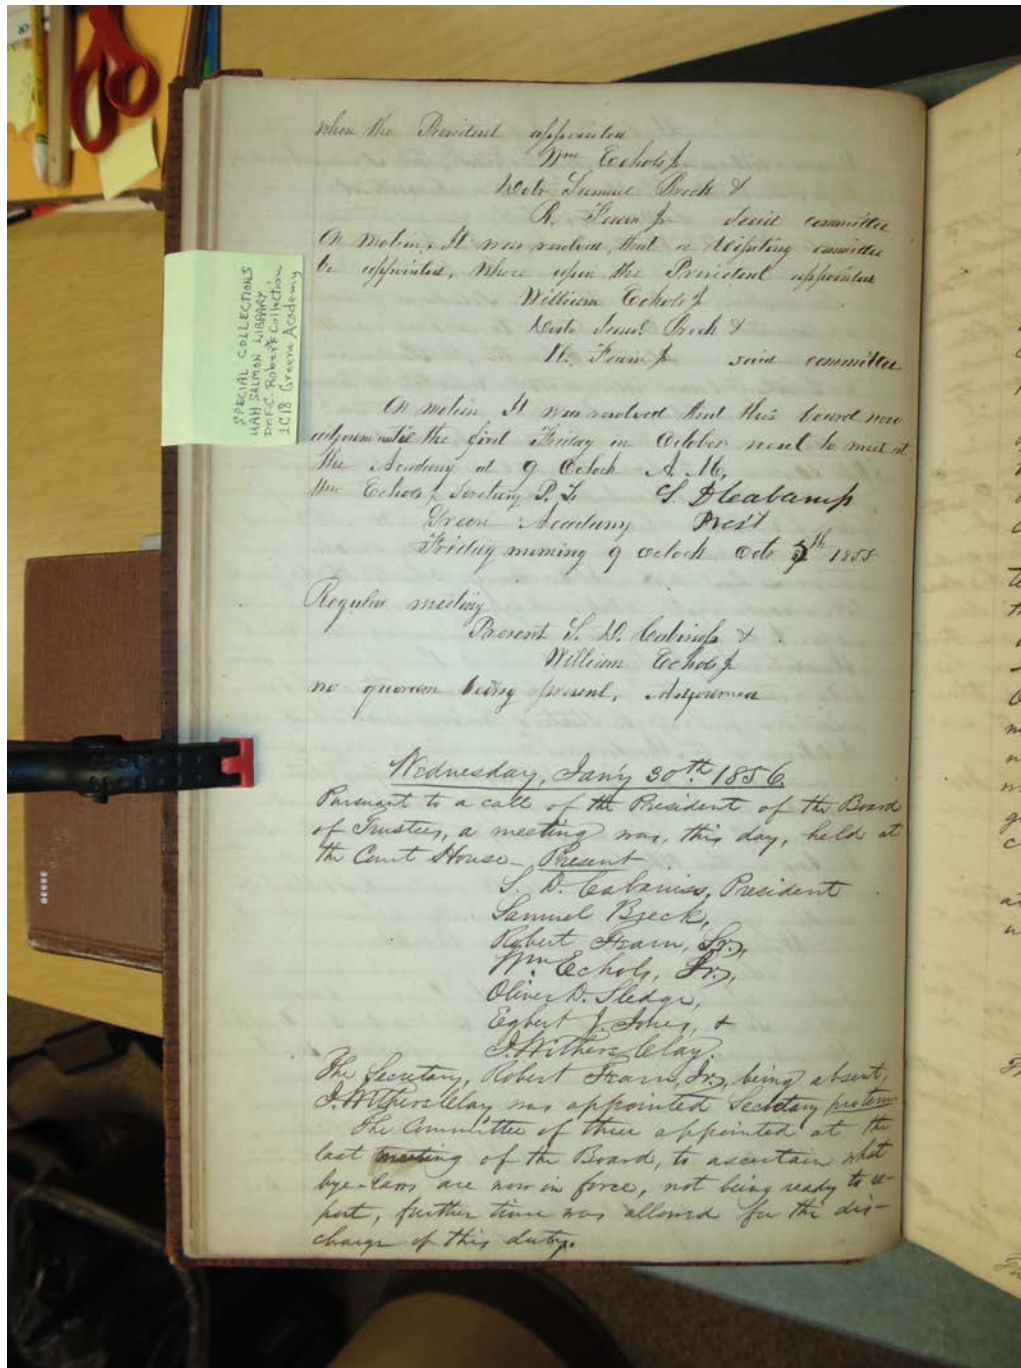 when the President appointed
Wm Echols Jr
Doctr Samuel Breck &
R. Fearn Jr said committee
On motion, It was resolved, that a visiting committee
be appointed, where upon the President appointed
William Echols Jr
Doctr Saml Breck &
R. Fearn Jr said committee
On motion It was resolved that this board now
adjourn until the first Friday in October next to meet at
the Academy at 9 Oclock A. M.
Wm Echols Jr Secretary P. T. S. D Cabaniss
Green Academy Prest
Friday morning 9 oclock Octr 5th 1855
Regular meeting
Present S. D. Cabiness &
William Echols Jr
no quorum being present, Adjourned
Wednesday, Jan'y 30th 1856.
Pursuant to a call of the President of the Board
of Trustees, a meeting was, this day, held at
the Court House - Present
S. D. Cabaniss, President
Samuel Breck,
Robert Fearn, Jr.,
Wm Echols, Jr.,
Oliver D. Sledge,
Egbert J. Jones, &
J. Withers Clay.
The Secretary, Robert Fearn, Jr., being absent,
J. Withers Clay was appointed Secretary pro tem
The Committee of three appointed at the
last meeting of the Board, to ascertain what
bye-laws are now in force, not being ready to re-
port, further time was allowed for the dis-
charge of this duty.
SPECIAL COLLECTIONS
UAH SALMON LIBRARY
Dr. F.C. Roberts Collection
1C18 Greene Academy